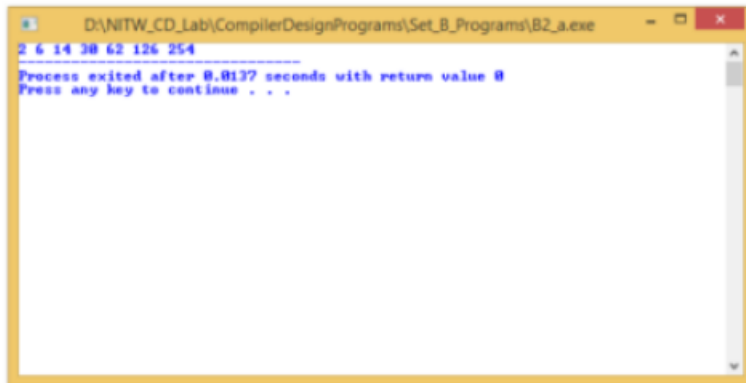 D:\NITW_CD_Lab\CompilerDesignPrograms\Set_B_Programs\B2_a.exe
2 6 14 30 62 126 254
--------------------------------
Process exited after 0.0137 seconds with return value 0
Press any key to continue . . .